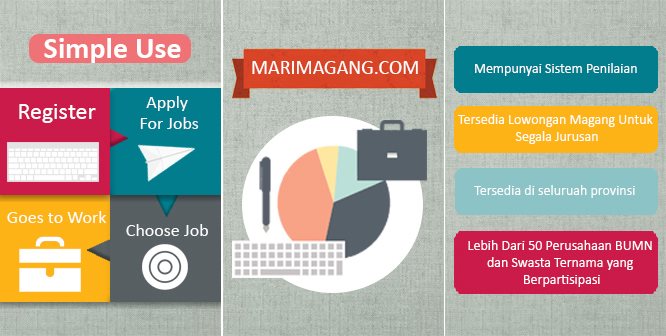 Simple Use
Register
Apply
For Jobs
Goes to Work
Choose Job
MARIMAGANG.COM
Mempunyai Sistem Penilaian
Tersedia Lowongan Magang Untuk
Segala Jurusan
Tersedia di seluruah provinsi
Lebih Dari 50 Perusahaan BUMN
dan Swasta Ternama yang
Berpartisipasi